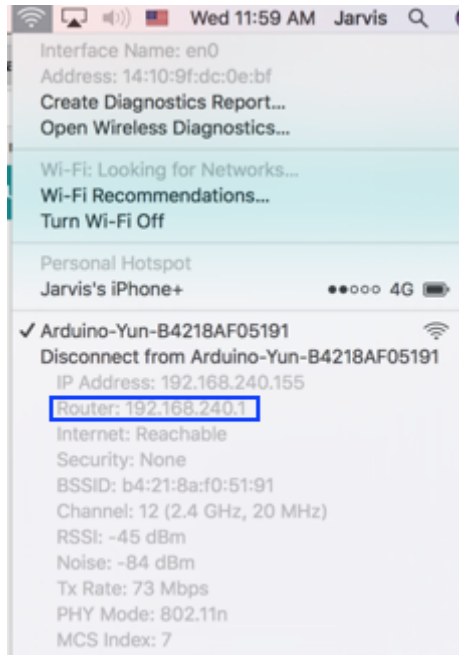 Wed 11:59 AM Jarvis
Interface Name: en0
Address: 14:10:9f:dc:0e:bf
Create Diagnostics Report...
Open Wireless Diagnostics...
Wi-Fi: Looking for Networks...
Wi-Fi Recommendations...
Turn Wi-Fi Off
Personal Hotspot
Jarvis's iPhone+ ●●○○○ 4G
✓ Arduino-Yun-B4218AF05191
Disconnect from Arduino-Yun-B4218AF05191
IP Address: 192.168.240.155
Router: 192.168.240.1
Internet: Reachable
Security: None
BSSID: b4:21:8a:f0:51:91
Channel: 12 (2.4 GHz, 20 MHz)
RSSI: -45 dBm
Noise: -84 dBm
Tx Rate: 73 Mbps
PHY Mode: 802.11n
MCS Index: 7